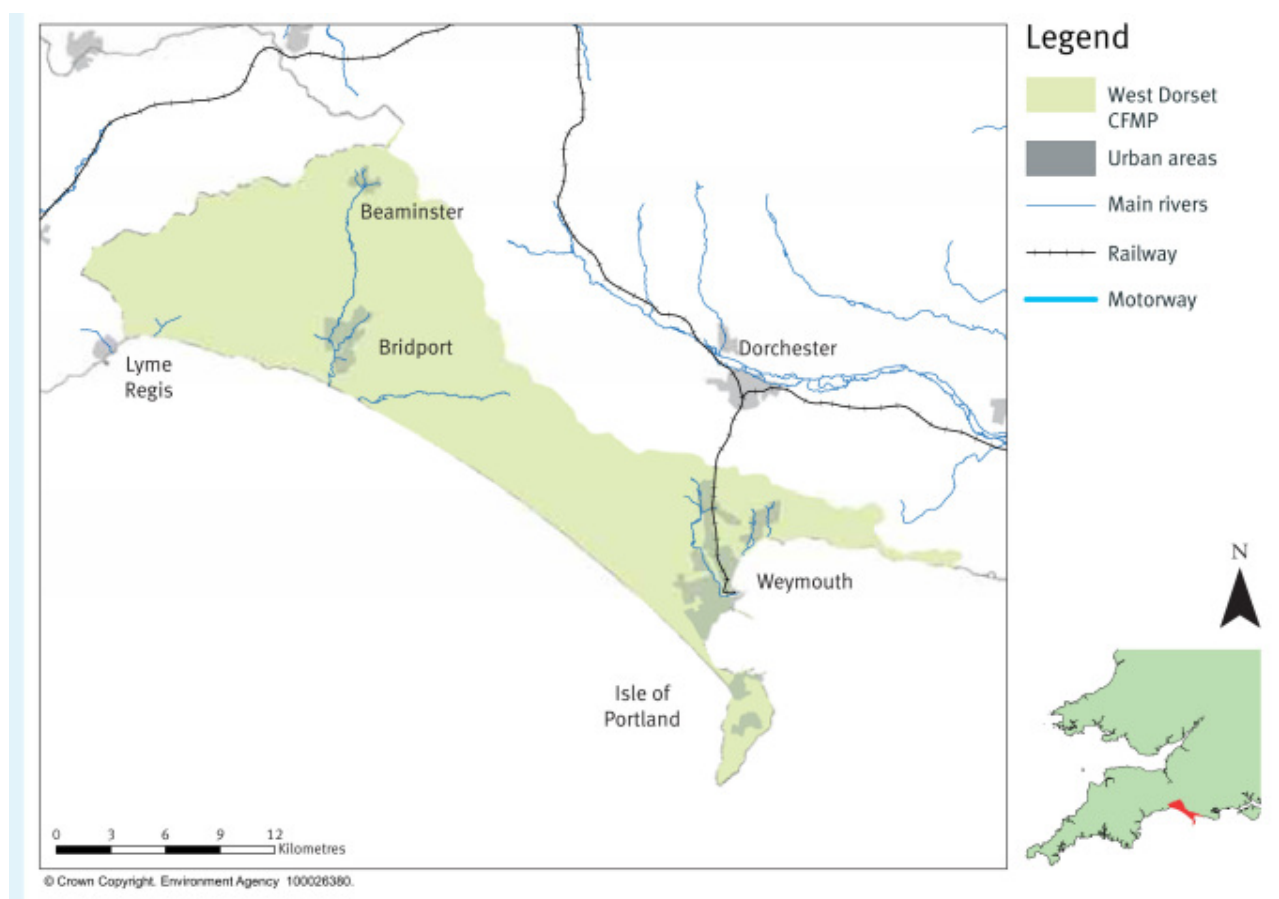 Legend
West Dorset
CFMP
Urban areas
Main rivers
Railway
Motorway
Beaminster
Bridport
Lyme
Regis
Dorchester
Weymouth
Isle of
Portland
N
0 3 6 9 12
Kilometres
© Crown Copyright. Environment Agency 100026380.